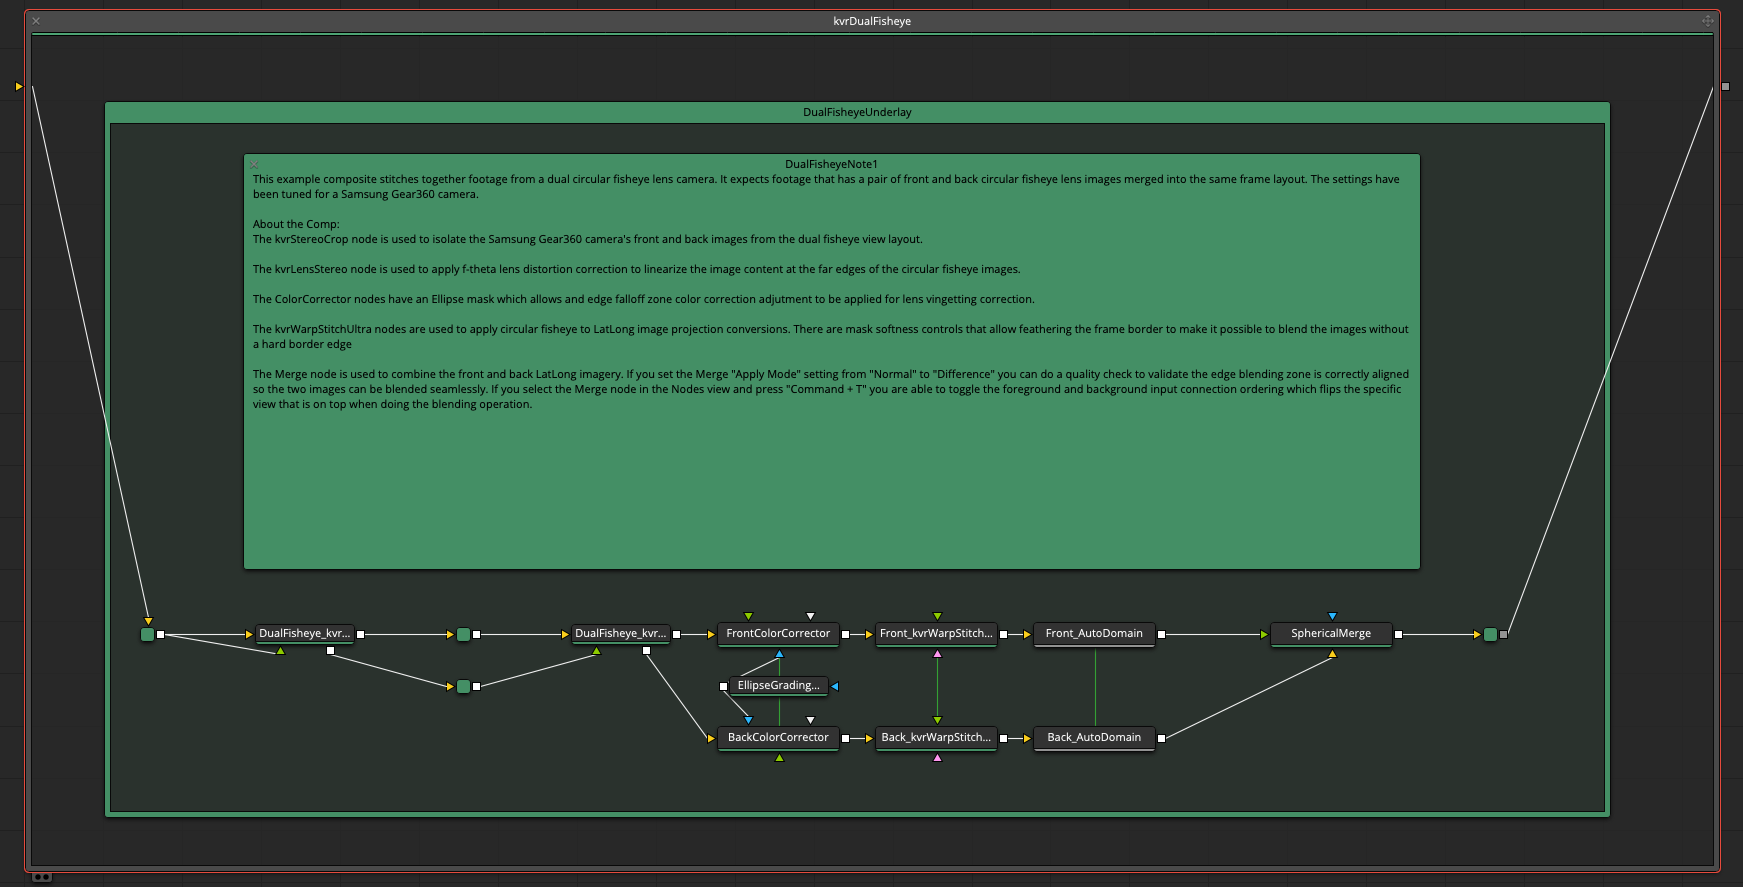 kvrDualFisheye
DualFisheyeUnderlay
DualFisheyeNote1
This example composite stitches together footage from a dual circular fisheye lens camera. It expects footage that has a pair of front and back circular fisheye lens images merged into the same frame layout. The settings have
been tuned for a Samsung Gear360 camera.
About the Comp:
The kvrStereoCrop node is used to isolate the Samsung Gear360 camera's front and back images from the dual fisheye view layout.
The kvrLensStereo node is used to apply f-theta lens distortion correction to linearize the image content at the far edges of the circular fisheye images.
The ColorCorrector nodes have an Ellipse mask which allows and edge falloff zone color correction adjutment to be applied for lens vingetting correction.
The kvrWarpStitchUltra nodes are used to apply circular fisheye to LatLong image projection conversions. There are mask softness controls that allow feathering the frame border to make it possible to blend the images without
a hard border edge
The Merge node is used to combine the front and back LatLong imagery. If you set the Merge "Apply Mode" setting from "Normal" to "Difference" you can do a quality check to validate the edge blending zone is correctly aligned
so the two images can be blended seamlessly. If you select the Merge node in the Nodes view and press "Command + T" you are able to toggle the foreground and background input connection ordering which flips the specific
view that is on top when doing the blending operation.
DualFisheye_kvr...
DualFisheye_kvr...
FrontColorCorrector
Front_kvrWarpStitch...
Front_AutoDomain
SphericalMerge
EllipseGrading...
BackColorCorrector
Back_kvrWarpStitch...
Back_AutoDomain